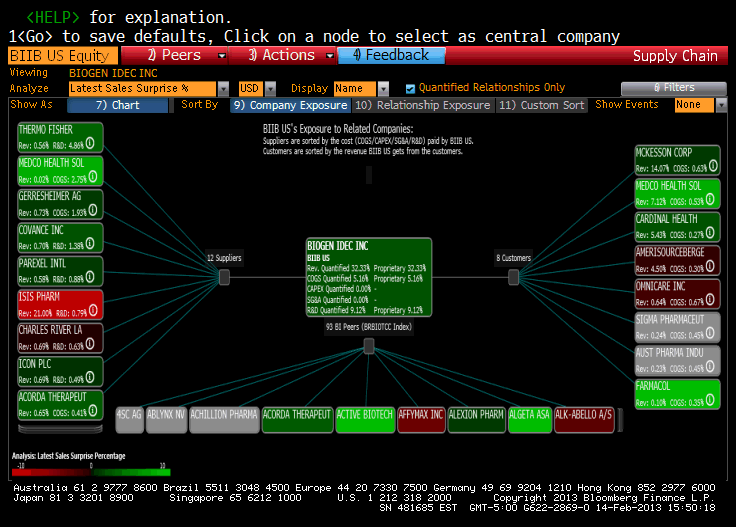 <HELP> for explanation.
1<Go> to save defaults, Click on a node to select as central company
BIIB US Equity 2) Peers 3) Actions 4) Feedback Supply Chain
Viewing BIOGEN IDEC INC
Analyze Latest Sales Surprise % USD Display Name Quantified Relationships Only 6) Filters
Show As 7) Chart Sort By 9) Company Exposure 10) Relationship Exposure 11) Custom Sort Show Events None
BIIB US's Exposure to Related Companies:
Suppliers are sorted by the cost (COGS/CAPEX/SG&A/R&D) paid by BIIB US.
Customers are sorted by the revenue BIIB US gets from the customers.
THERMO FISHER
Rev: 0.56% R&D: 4.86%
MEDCO HEALTH SOL
Rev: 0.02% COGS: 2.75%
GERRESHEIMER AG
Rev: 0.73% COGS: 1.93%
COVANCE INC
Rev: 0.70% R&D: 1.38%
PAREXEL INTL
Rev: 0.58% R&D: 0.88%
ISIS PHARM
Rev: 21.00% R&D: 0.79%
CHARLES RIVER LA
Rev: 0.69% R&D: 0.63%
ICON PLC
Rev: 0.69% R&D: 0.49%
ACORDA THERAPEUT
Rev: 0.65% COGS: 0.41%
12 Suppliers
BIOGEN IDEC INC
BIIB US
Rev. Quantified 32.33% Proprietary 32.33%
COGS Quantified 5.16% Proprietary 5.16%
CAPEX Quantified 0.00% -
SG&A Quantified 0.00% -
R&D Quantified 9.12% Proprietary 9.12%
8 Customers
MCKESSON CORP
Rev: 14.07% COGS: 0.63%
MEDCO HEALTH SOL
Rev: 7.12% COGS: 0.53%
CARDINAL HEALTH
Rev: 5.43% COGS: 0.27%
AMERISOURCEBERGE
Rev: 4.50% COGS: 0.30%
OMNICARE INC
Rev: 0.64% COGS: 0.67%
SIGMA PHARMACEUT
Rev: 0.24% COGS: 0.45%
AUST PHARMA INDU
Rev: 0.23% COGS: 0.45%
FARMACOL
Rev: 0.10% COGS: 0.35%
93 BI Peers (BRBIOTCC Index)
4SC AG ABLYNX NV ACHILLION PHARMA ACORDA THERAPEUT ACTIVE BIOTECH AFFYMAX INC ALEXION PHARM ALGETA ASA ALK-ABELLO A/S
Analysis: Latest Sales Surprise Percentage
-10 0 10
Australia 61 2 9777 8600 Brazil 5511 3048 4500 Europe 44 20 7330 7500 Germany 49 69 9204 1210 Hong Kong 852 2977 6000
Japan 81 3 3201 8900 Singapore 65 6212 1000 U.S. 1 212 318 2000 Copyright 2013 Bloomberg Finance L.P.
SN 481685 EST GMT-5:00 G622-2869-0 14-Feb-2013 15:50:18